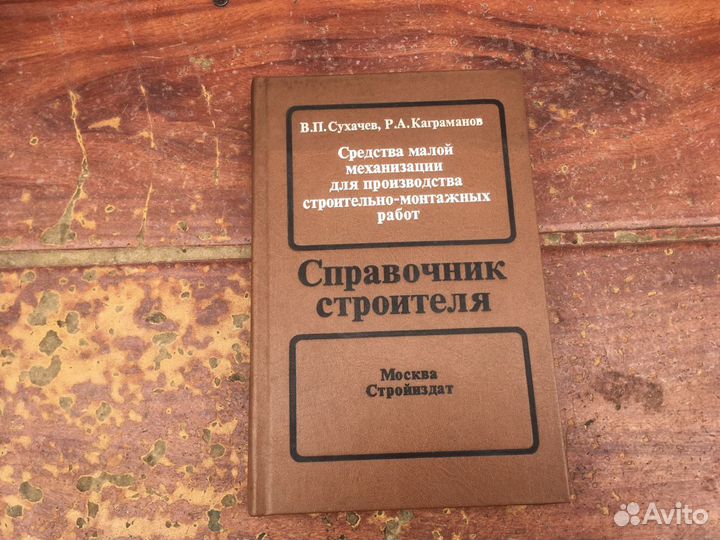 В.П.Сухачев, Р.А.Каграманов
Средства малой
механизации
для производства
строительно-монтажных
работ
Справочник
строителя
Москва
Стройиздат
Avito